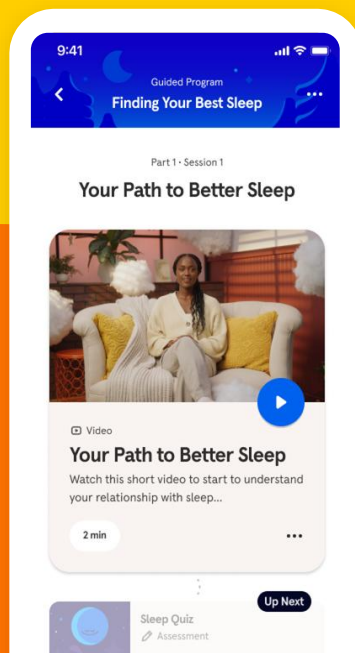 9:41
Guided Program
Finding Your Best Sleep
Part 1 • Session 1
Your Path to Better Sleep
Video
Your Path to Better Sleep
Watch this short video to start to understand
your relationship with sleep...
2 min
Up Next
Sleep Quiz
Assessment